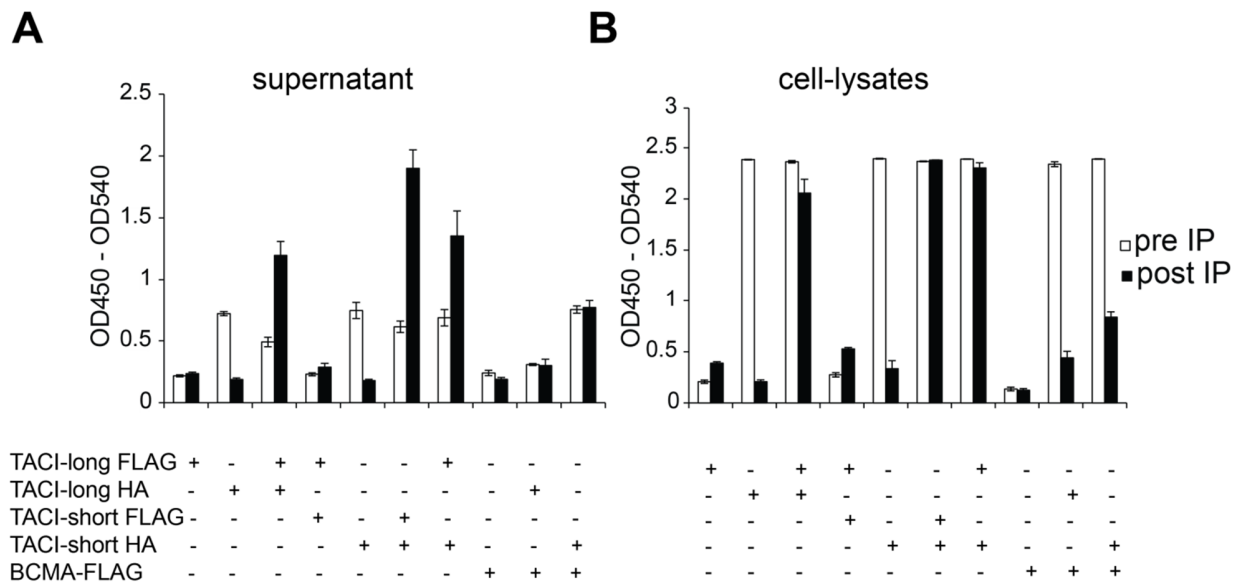 A
supernatant
OD450 - OD540
2.5
2
1.5
1
0.5
0
B
cell-lysates
OD450 - OD540
3
2.5
2
1.5
1
0.5
0
pre IP
post IP
TACI-long FLAG + - + + - - + - - -
TACI-long HA - + + - - - - - + -
TACI-short FLAG - - - + - + - - - -
TACI-short HA - - - - + + + - - +
BCMA-FLAG - - - - - - - + + +
+ - + + - - + - - -
- + + - - - - - + -
- - - + - + - - - -
- - - - + + + - - +
- - - - - - - + + +